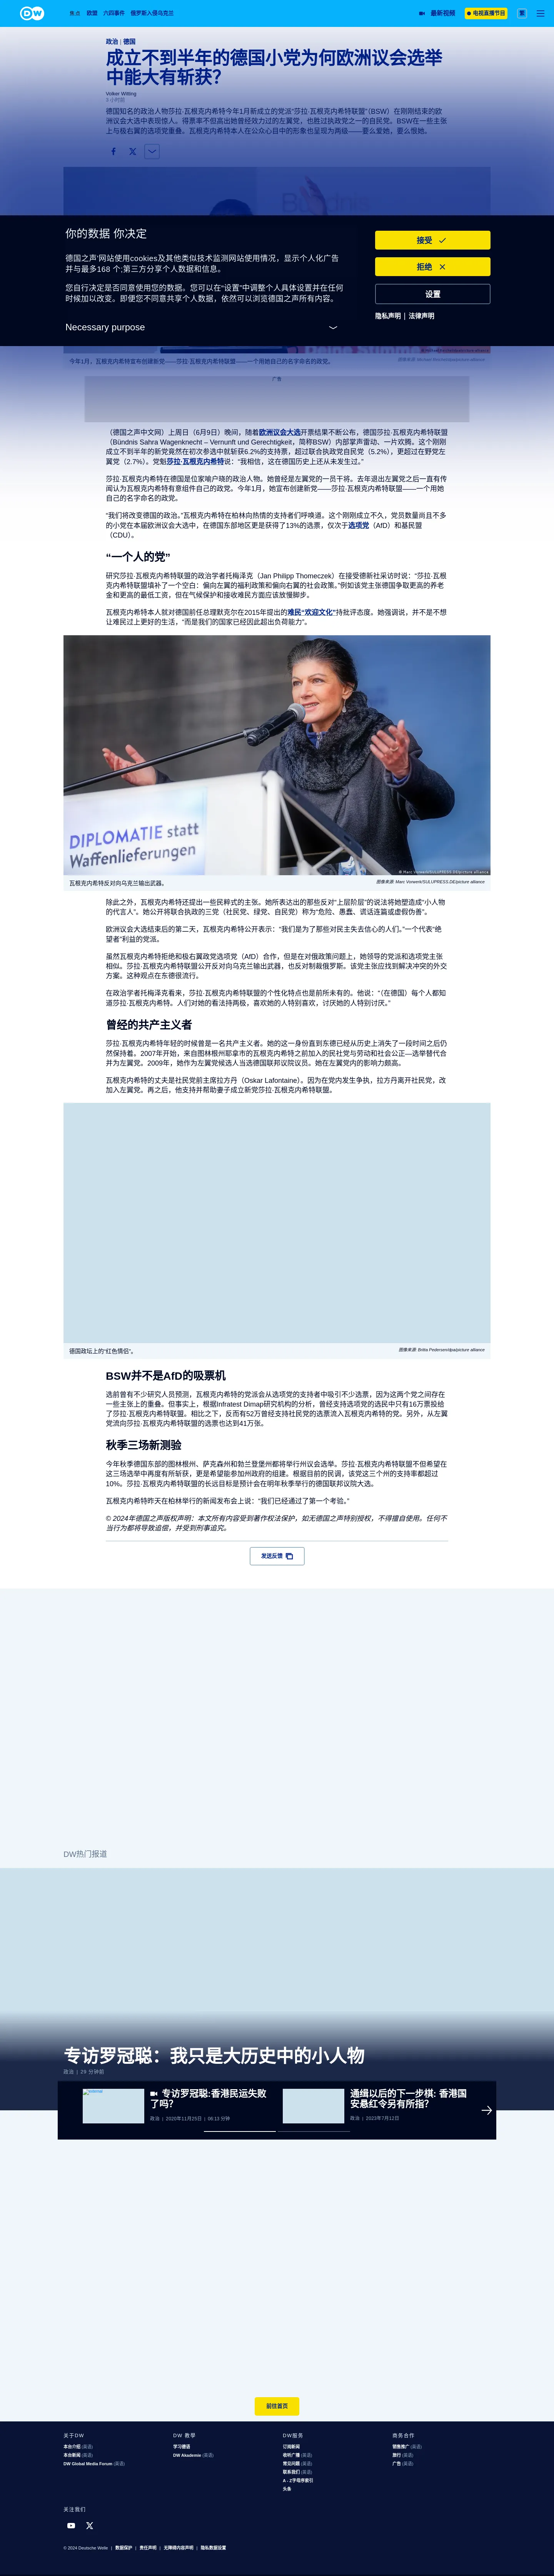 DW
焦点 欧盟 六四事件 俄罗斯入侵乌克兰
最新视频
电视直播节目
繁
政治 | 德国
成立不到半年的德国小党为何欧洲议会选举
中能大有斩获?
Volker Witting
5 小时前
德国知名的政治人物莎拉·瓦根克内希特今年1月新成立的党派"莎拉·瓦根克内希特联盟"(BSW）在刚刚结束的欧
洲议会大选中表现惊人。得票率不但高出她曾经效力过的左翼党，也胜过执政党之一的自民党。BSW在一些主张
上与极右翼的选项党重叠。瓦根克内希特本人在公众心目中的形象也呈现为两级——要么爱她，要么恨她。
你的数据 你决定
德国之声'网站使用cookies及其他类似技术监测网站使用情况，显示个人化广告
并与最多168 个;第三方分享个人数据和信息。
您自行决定是否同意使用您的数据。您可以在“设置”中调整个人具体设置并在任何
时候加以改变。即便您不同意共享个人数据，依然可以浏览德国之声所有内容。
Necessary purpose
接受
拒绝
设置
隐私声明 | 法律声明
今年1月，瓦根克内希特宣布创建新党——莎拉·瓦根克内希特联盟——一个用她自己的名字命名的政党。
广告
（德国之声中文网）上周日（6月9日）晚间，随着欧洲议会大选开票结果不断公布，德国莎拉·瓦根克内希特联盟
（Bündnis Sahra Wagenknecht – Vernunft und Gerechtigkeit，简称BSW）内部掌声雷动、一片欢腾。这个刚刚
成立不到半年的新党竟然在初次参选中就斩获6.2%的支持票，超过联合执政党自民党（5.2%），更超过在野党左
翼党（2.7%）。党魁莎拉·瓦根克内希特说：“我相信，这在德国历史上还从未发生过。”
莎拉·瓦根克内希特在德国是位家喻户晓的政治人物。她曾经是左翼党的一员干将。去年退出左翼党之后一直有传
闻认为瓦根克内希特有意组件自己的政党。今年1月，她宣布创建新党——莎拉·瓦根克内希特联盟——一个用她
自己的名字命名的政党。
“我们将改变德国的政治。”瓦根克内希特在柏林向热情的支持者们呼唤道。这个刚刚成立不久，党员数量尚且不多
的小党在本届欧洲议会大选中，在德国东部地区更是获得了13%的选票，仅次于选项党（AfD）和基民盟
（CDU）。
“一个人的党”
研究莎拉·瓦根克内希特联盟的政治学者托梅泽克（Jan Philipp Thomeczek）在接受德新社采访时说：“莎拉·瓦根
克内希特联盟填补了一个空白：偏向左翼的福利政策和偏向右翼的社会政策。”例如该党主张德国争取更高的养老
金和更高的最低工资，但在气候保护和接收难民方面应该放慢脚步。
瓦根克内希特本人就对德国前任总理默克尔在2015年提出的难民“欢迎文化”持批评态度。她强调说，并不是不想
让难民过上更好的生活，“而是我们的国家已经因此超出负荷能力”。
DIPLOMATIE statt
Waffenlieferungen
© Marc Vorwerk/SULUPRESS.DE/picture alliance
瓦根克内希特反对向乌克兰输出武器。
图像来源: Marc Vorwerk/SULUPRESS.DE/picture alliance
除此之外，瓦根克内希特还提出一些民粹式的主张。她所表达出的那些反对“上层阶层”的说法将她塑造成“小人物
的代言人”。她公开将联合执政的三党（社民党、绿党、自民党）称为“危险、愚蠢、谎话连篇或虚假伪善”。
欧洲议会大选结束后的第二天，瓦根克内希特公开表示：“我们是为了那些对民主失去信心的人们。”一个代表“绝
望者”利益的党派。
虽然瓦根克内希特拒绝和极右翼政党选项党（AfD）合作，但是在对俄政策问题上，她领导的党派和选项党主张
相似。莎拉·瓦根克内希特联盟公开反对向乌克兰输出武器，也反对制裁俄罗斯。该党主张应找到解决冲突的外交
方案。这种观点在东德很流行。
在政治学者托梅泽克看来，莎拉·瓦根克内希特联盟的个性化特点也是前所未有的。他说：“（在德国）每个人都知
道莎拉·瓦根克内希特。人们对她的看法持两极，喜欢她的人特别喜欢，讨厌她的人特别讨厌。”
曾经的共产主义者
莎拉·瓦根克内希特年轻的时候曾是一名共产主义者。她的这一身份直到东德已经从历史上消失了一段时间之后仍
然保持着。2007年开始，来自图林根州耶拿市的瓦根克内希特之前加入的民社党与劳动和社会公正—选举替代合
并为左翼党。2009年，她作为左翼党候选人当选德国联邦议院议员。她在左翼党内的影响力颇高。
瓦根克内希特的丈夫是社民党前主席拉方丹（Oskar Lafontaine）。因为在党内发生争执，拉方丹离开社民党，改
加入左翼党。再之后，他支持并帮助妻子成立新党莎拉·瓦根克内希特联盟。
德国政坛上的“红色情侣”。
图像来源: Britta Pedersen/dpa/picture alliance
BSW并不是AfD的吸票机
选前曾有不少研究人员预测，瓦根克内希特的党派会从选项党的支持者中吸引不少选票，因为这两个党之间存在
一些主张上的重叠。但事实上，根据Infratest Dimap研究机构的分析，曾经支持选项党的选民中只有16万票投给
了莎拉·瓦根克内希特联盟。相比之下，反而有52万曾经支持社民党的选票流入瓦根克内希特的党。另外，从左翼
党流向莎拉·瓦根克内希特联盟的选票也达到41万张。
秋季三场新测验
今年秋季德国东部的图林根州、萨克森州和勃兰登堡州都将举行州议会选举。莎拉·瓦根克内希特联盟不但希望在
这三场选举中再度有所斩获，更是希望能参加州政府的组建。根据目前的民调，该党这三个州的支持率都超过
10%。莎拉·瓦根克内希特联盟的长远目标是预计会在明年秋季举行的德国联邦议院大选。
瓦根克内希特昨天在柏林举行的新闻发布会上说：“我们已经通过了第一个考验。”
© 2024年德国之声版权声明：本文所有内容受到著作权法保护，如无德国之声特别授权，不得擅自使用。任何不
当行为都将导致追偿，并受到刑事追究。
发送反馈
DW热门报道
专访罗冠聪：我只是大历史中的小人物
政治 | 29 分钟前
专访罗冠聪:香港民运失败
了吗?
政治 | 2020年11月25日 | 06:13 分钟
通缉以后的下一步棋: 香港国
安悬红令另有所指?
政治 | 2023年7月12日
前往首页
关于DW
本台介绍 (英语)
本台新闻 (英语)
DW Global Media Forum (英语)
DW 教學
学习德语
DW Akademie (英语)
DW服务
订阅新闻
收听广播 (英语)
常见问题 (英语)
联系我们 (英语)
A - Z字母序索引
头条
商务合作
销售推广 (英语)
旅行 (英语)
广告 (英语)
关注我们
© 2024 Deutsche Welle | 数据保护 | 责任声明 | 无障碍内容声明 | 隐私数据设置